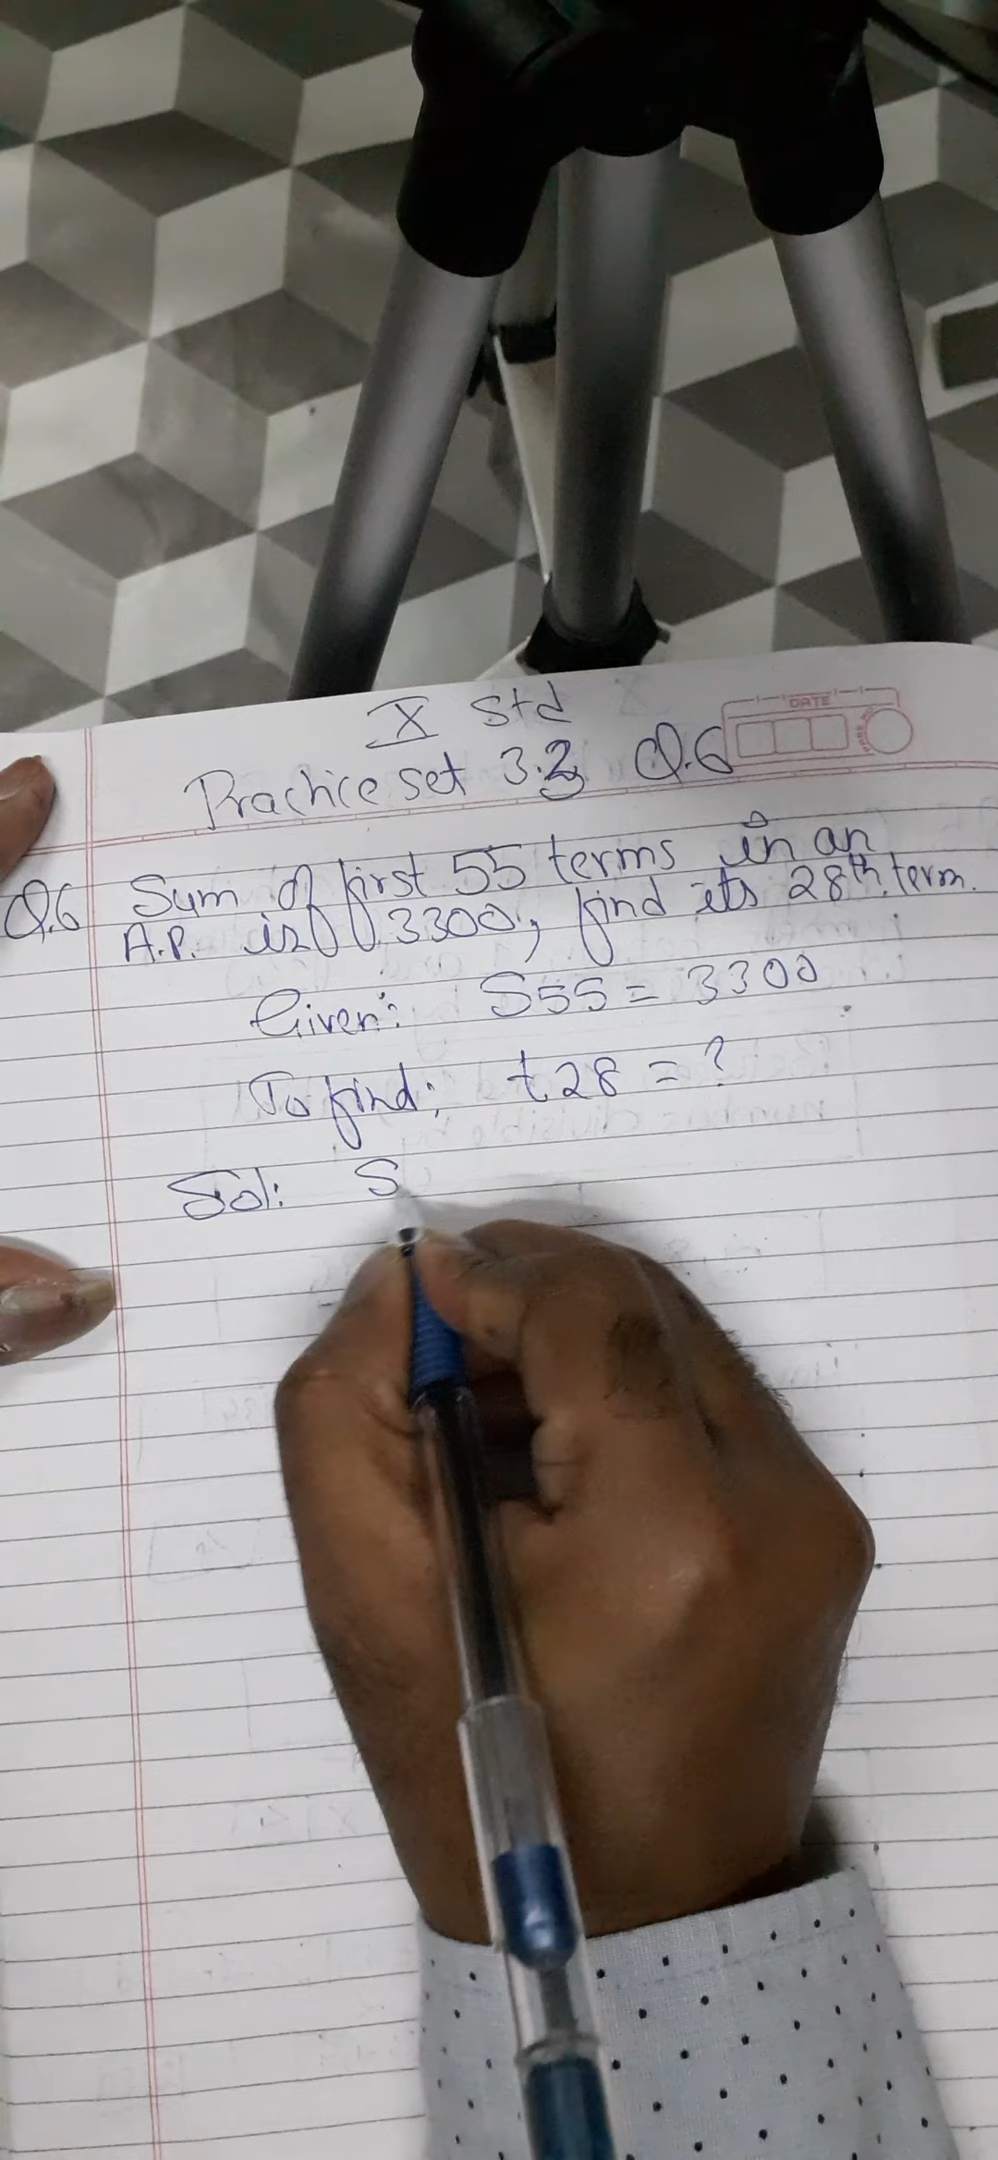 X Std
DATE
Practice set 3.3 Q.6
Q.6 Sum of first 55 terms in an
A.P. is 3300, find its 28th term.
Given: S55 = 3300
To find: t28 = ?
Sol: S